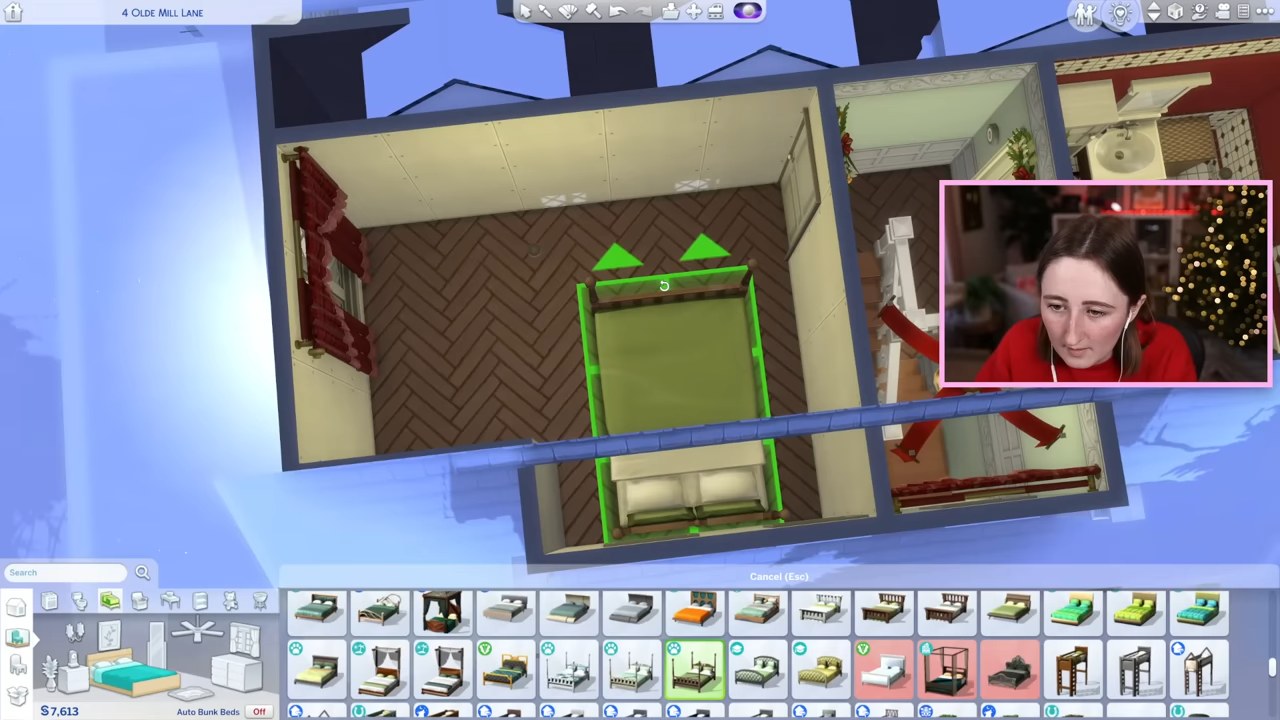 4 Olde Mill Lane
Cancel (Esc)
Search
$7,613
Auto Bunk Beds
Off